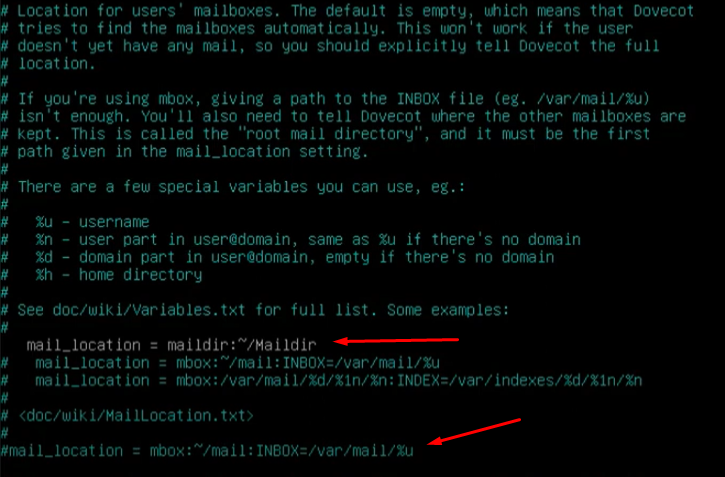 # Location for users' mailboxes. The default is empty, which means that Dovecot
# tries to find the mailboxes automatically. This won't work if the user
# doesn't yet have any mail, so you should explicitly tell Dovecot the full
# location.
#
# If you're using mbox, giving a path to the INBOX file (eg. /var/mail/%u)
# isn't enough. You'll also need to tell Dovecot where the other mailboxes are
# kept. This is called the "root mail directory", and it must be the first
# path given in the mail_location setting.
#
# There are a few special variables you can use, eg.:
#
#   %u - username
#   %n - user part in user@domain, same as %u if there's no domain
#   %d - domain part in user@domain, empty if there's no domain
#   %h - home directory
#
# See doc/wiki/Variables.txt for full list. Some examples:
#
   mail_location = maildir:~/Maildir
#   mail_location = mbox:~/mail:INBOX=/var/mail/%u
#   mail_location = mbox:/var/mail/%d/%1n/%n:INDEX=/var/indexes/%d/%1n/%n
#
# <doc/wiki/MailLocation.txt>
#
#mail_location = mbox:~/mail:INBOX=/var/mail/%u